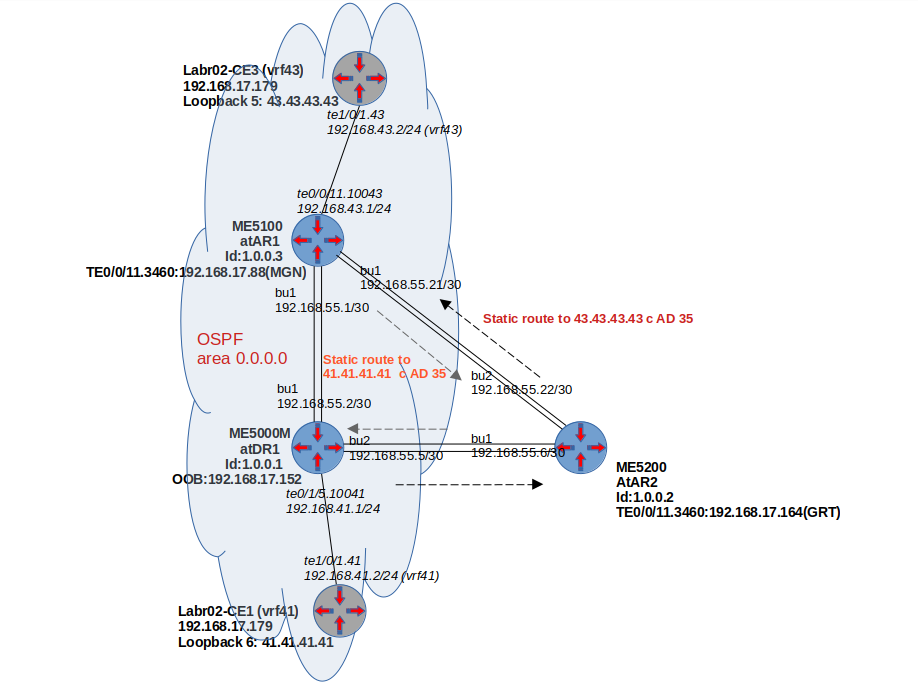 Labr02-CE3 (vrf43)
192.168.17.179
Loopback 5: 43.43.43.43
te1/0/1.43
192.168.43.2/24 (vrf43)
te0/0/11.10043
192.168.43.1/24
ME5100
atAR1
Id:1.0.0.3
TE0/0/11.3460:192.168.17.88(MGN)
bu1
192.168.55.21/30
bu1
192.168.55.1/30
Static route to 43.43.43.43 c AD 35
OSPF
area 0.0.0.0
Static route to
41.41.41.41 c AD 35
bu2
192.168.55.22/30
bu1
192.168.55.2/30
ME5000M
atDR1
Id:1.0.0.1
OOB:192.168.17.152
bu2
192.168.55.5/30
bu1
192.168.55.6/30
ME5200
AtAR2
Id:1.0.0.2
TE0/0/11.3460:192.168.17.164(GRT)
te0/1/5.10041
192.168.41.1/24
te1/0/1.41
192.168.41.2/24 (vrf41)
Labr02-CE1 (vrf41)
192.168.17.179
Loopback 6: 41.41.41.41